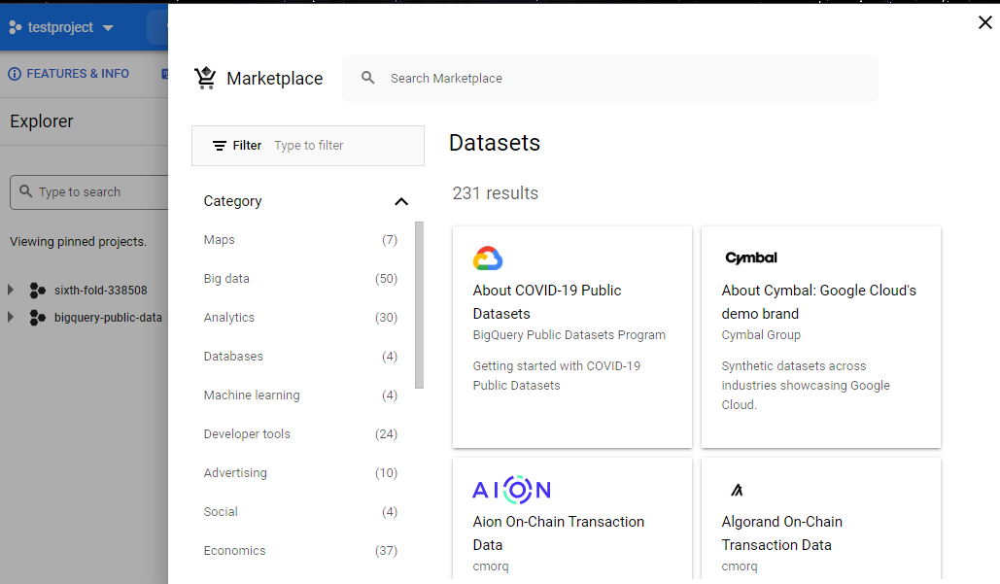 testproject
FEATURES & INFO
Explorer
Type to search
Viewing pinned projects.
sixth-fold-338508
bigquery-public-data
Marketplace
Search Marketplace
Filter Type to filter
Category
Maps (7)
Big data (50)
Analytics (30)
Databases (4)
Machine learning (4)
Developer tools (24)
Advertising (10)
Social (4)
Economics (37)
Datasets
231 results
About COVID-19 Public
Datasets
BigQuery Public Datasets Program
Getting started with COVID-19
Public Datasets
Cymbal
About Cymbal: Google Cloud's
demo brand
Cymbal Group
Synthetic datasets across
industries showcasing Google
Cloud.
AION
Aion On-Chain Transaction
Data
cmorq
Algorand On-Chain
Transaction Data
cmorq